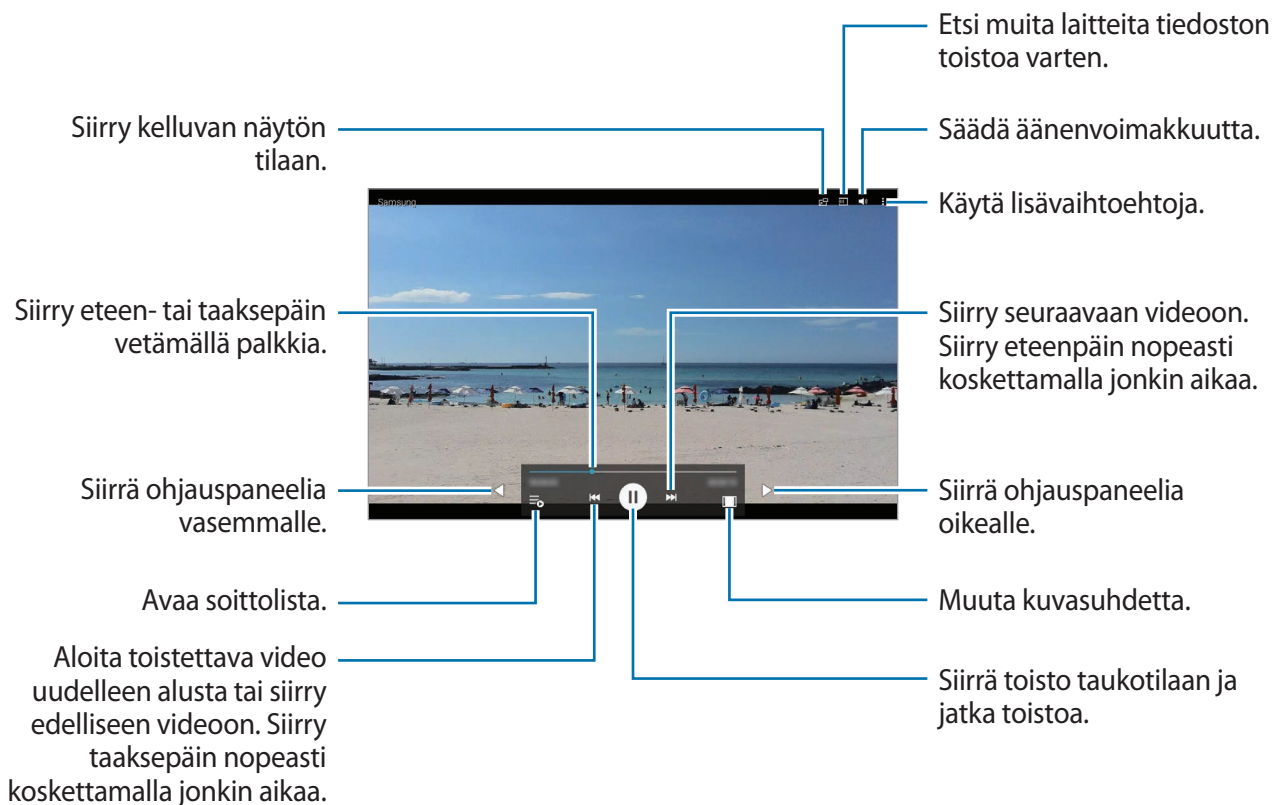 Etsi muita laitteita tiedoston
toistoa varten.
Siirry kelluvan näytön
tilaan.
Säädä äänenvoimakkuutta.
Samsung
Käytä lisävaihtoehtoja.
Siirry eteen- tai taaksepäin
vetämällä palkkia.
Siirry seuraavaan videoon.
Siirry eteenpäin nopeasti
koskettamalla jonkin aikaa.
Siirrä ohjauspaneelia
vasemmalle.
Siirrä ohjauspaneelia
oikealle.
Avaa soittolista.
Muuta kuvasuhdetta.
Aloita toistettava video
uudelleen alusta tai siirry
edelliseen videoon. Siirry
taaksepäin nopeasti
koskettamalla jonkin aikaa.
Siirrä toisto taukotilaan ja
jatka toistoa.